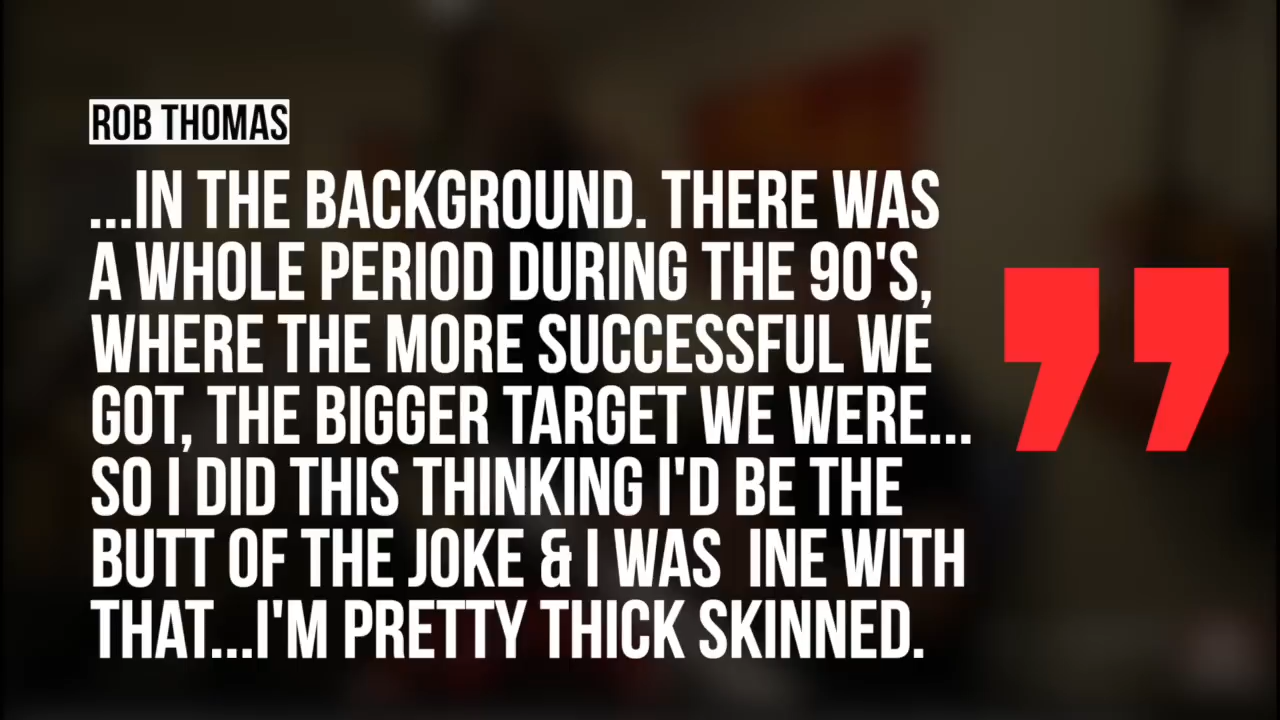 ROB THOMAS
...IN THE BACKGROUND. THERE WAS
A WHOLE PERIOD DURING THE 90'S,
WHERE THE MORE SUCCESSFUL WE
GOT, THE BIGGER TARGET WE WERE...
SO I DID THIS THINKING I'D BE THE
BUTT OF THE JOKE & I WAS  INE WITH
THAT...I'M PRETTY THICK SKINNED.
”